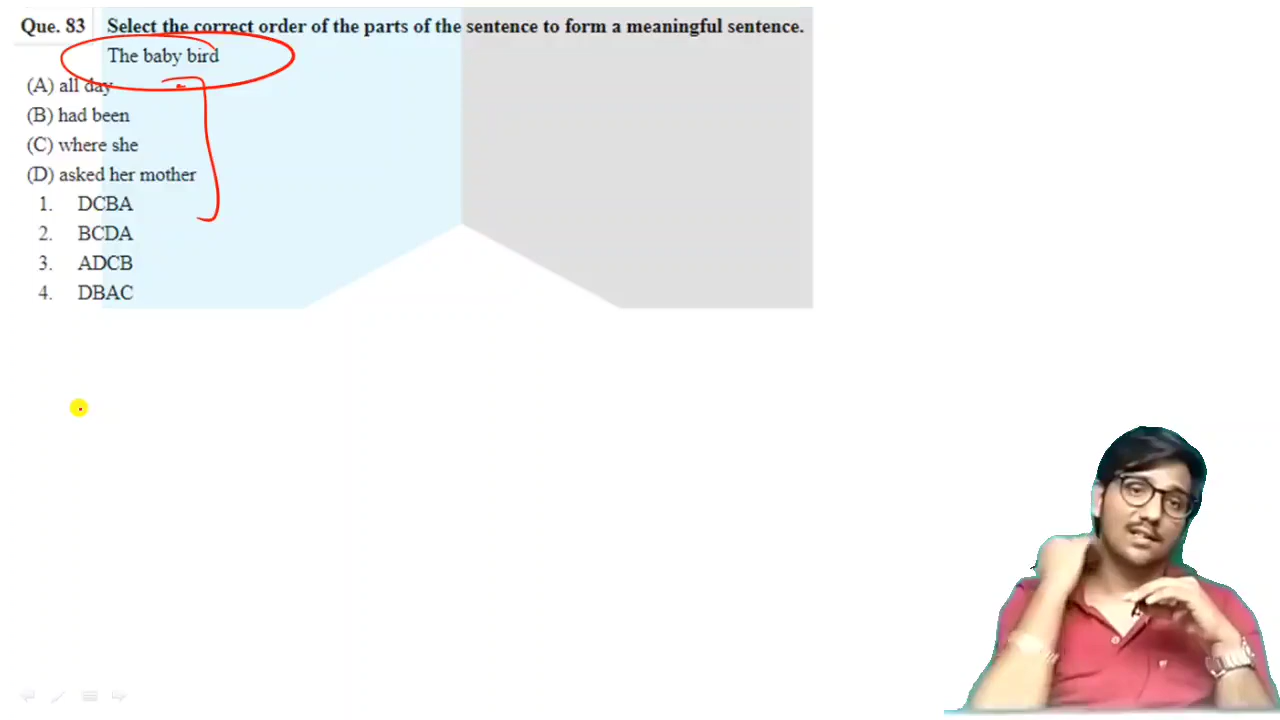 Que. 83 Select the correct order of the parts of the sentence to form a meaningful sentence.
The baby bird
(A) all day
(B) had been
(C) where she
(D) asked her mother
1. DCBA
2. BCDA
3. ADCB
4. DBAC